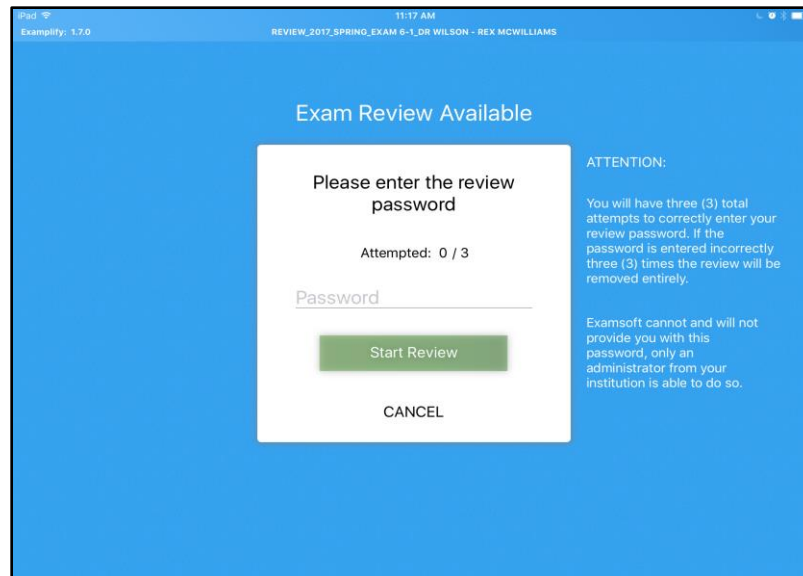 iPad
11:17 AM
Examplify: 1.7.0
REVIEW_2017_SPRING_EXAM 6-1_DR WILSON - REX MCWILLIAMS
Exam Review Available
Please enter the review
password
Attempted: 0 / 3
Password
Start Review
CANCEL
ATTENTION:
You will have three (3) total
attempts to correctly enter your
review password. If the
password is entered incorrectly
three (3) times the review will be
removed entirely.
Examsoft cannot and will not
provide you with this
password, only an
administrator from your
institution is able to do so.